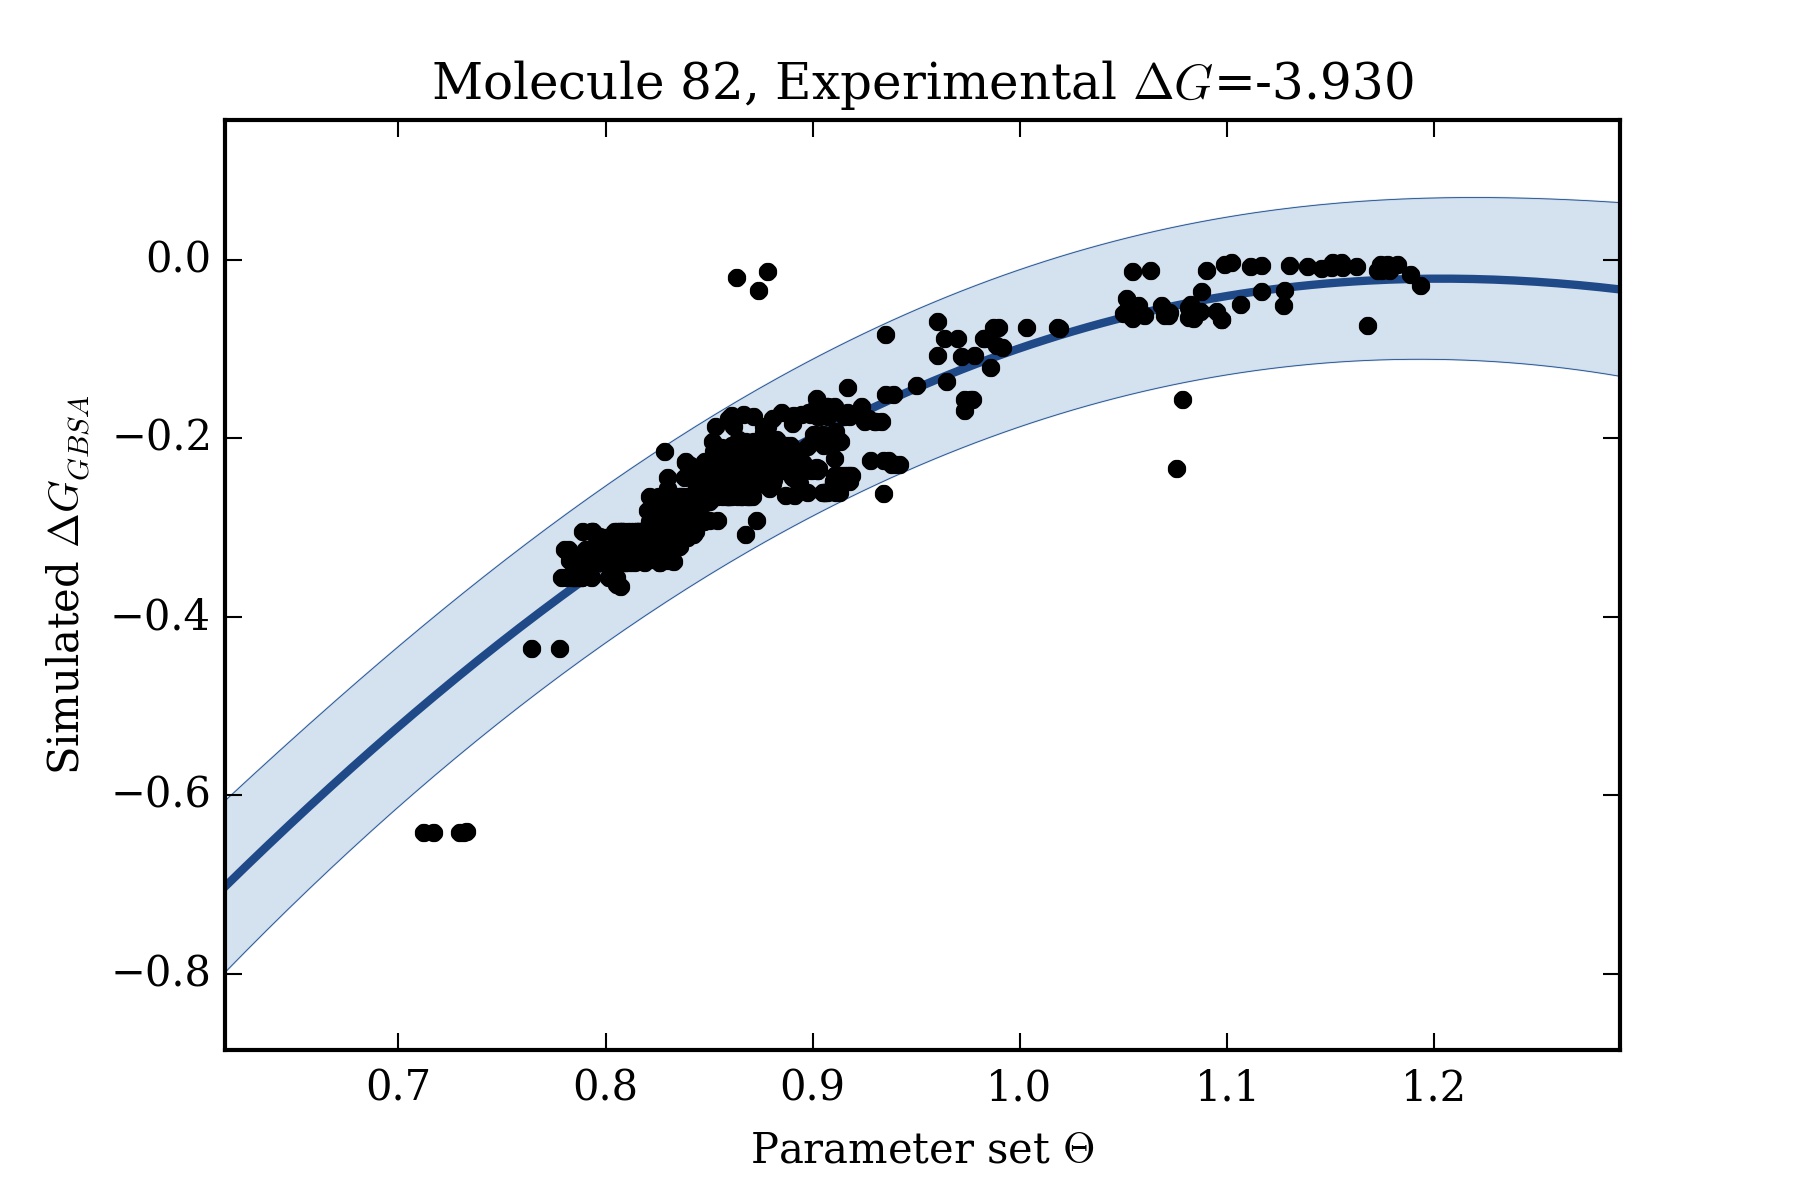 Molecule 82, Experimental ΔG=-3.930
0.0
−0.2
−0.4
−0.6
−0.8
Simulated ΔG_GBSA
0.7 0.8 0.9 1.0 1.1 1.2
Parameter set Θ